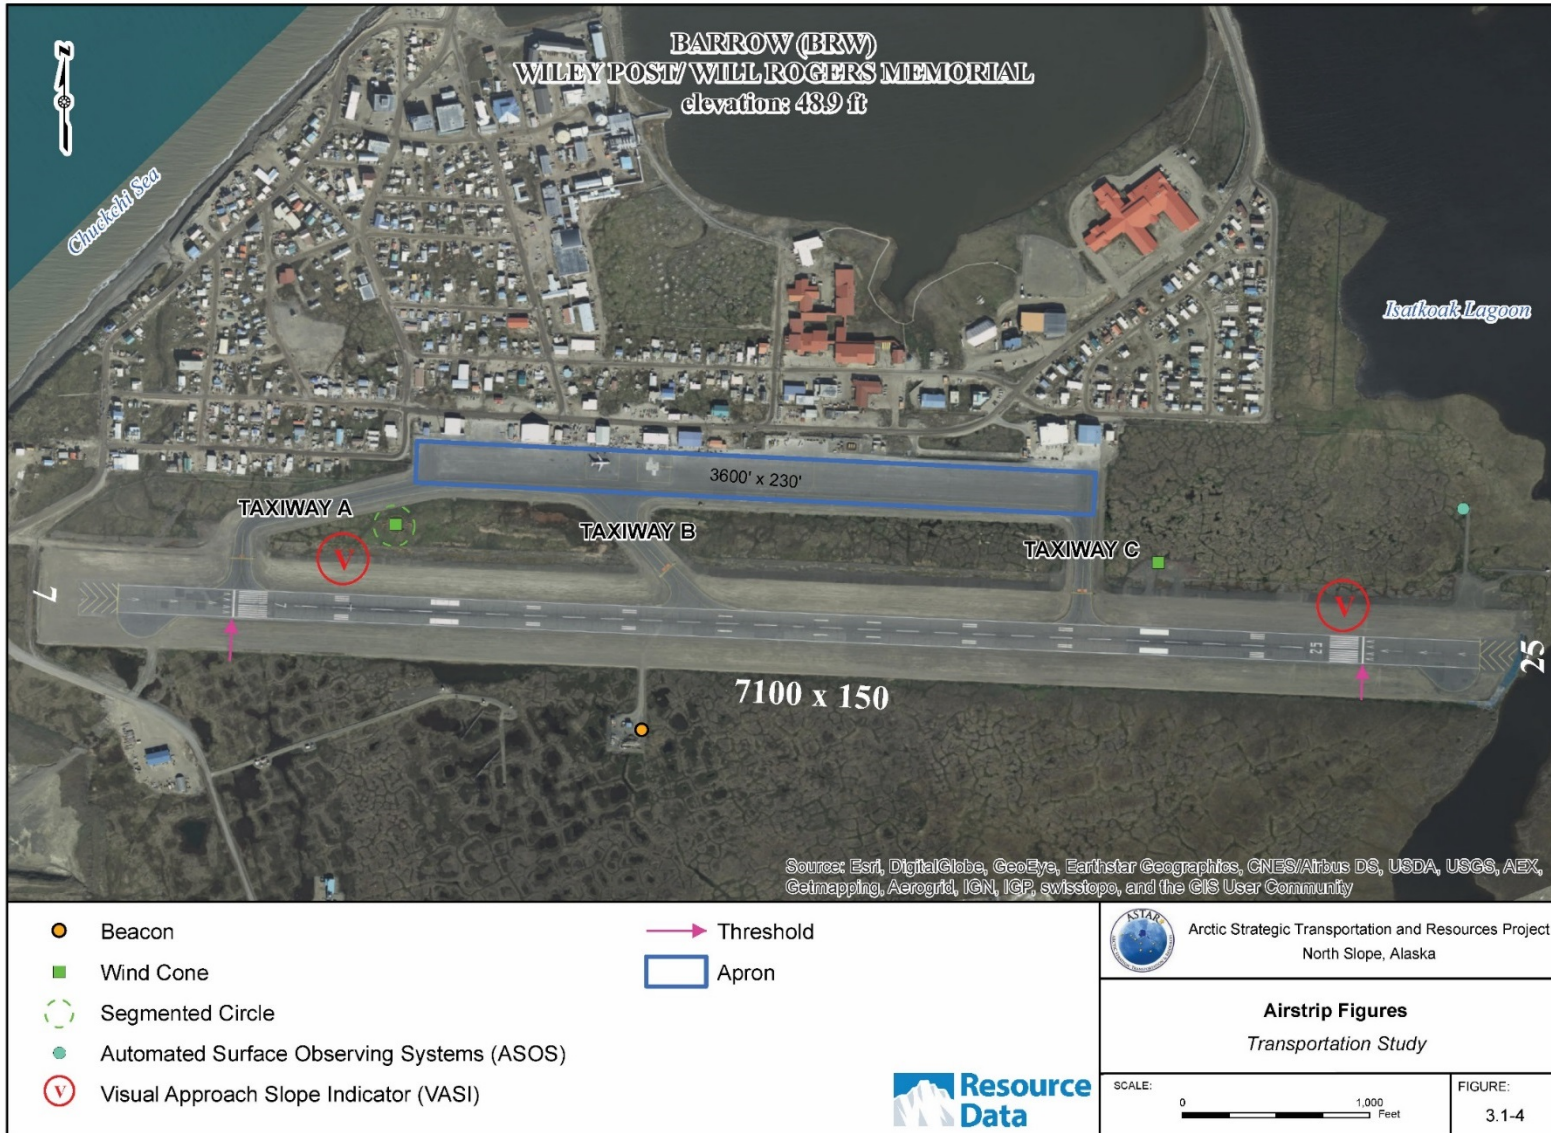 BARROW (BRW)
WILEY POST/ WILL ROGERS MEMORIAL
elevation: 48.9 ft
N
Chuckchi Sea
Isatkoak Lagoon
3600' x 230'
TAXIWAY A
TAXIWAY B
TAXIWAY C
V
V
7
25
25
7100 x 150
Source: Esri, DigitalGlobe, GeoEye, Earthstar Geographics, CNES/Airbus DS, USDA, USGS, AEX,
Getmapping, Aerogrid, IGN, IGP, swisstopo, and the GIS User Community
Beacon
Wind Cone
Segmented Circle
Automated Surface Observing Systems (ASOS)
V Visual Approach Slope Indicator (VASI)
Threshold
Apron
Resource
Data
ASTAR
Arctic Strategic Transportation and Resources Project
North Slope, Alaska
Airstrip Figures
Transportation Study
SCALE:
0 1,000
Feet
FIGURE:
3.1-4